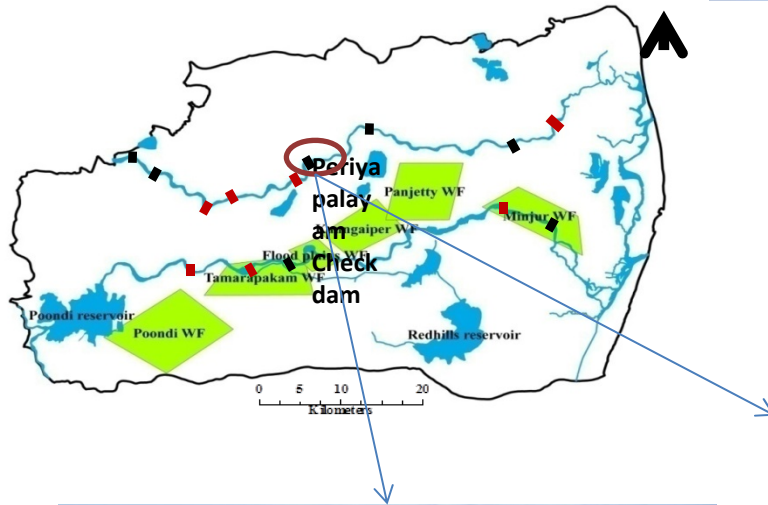 Periya
palay
am
Check
dam
Panjetty WF
Minjur WF
Flood plains WF
Tamarapakam WF
Poondi reservoir
Poondi WF
Redhills reservoir
0 5 10 20
Kilometers